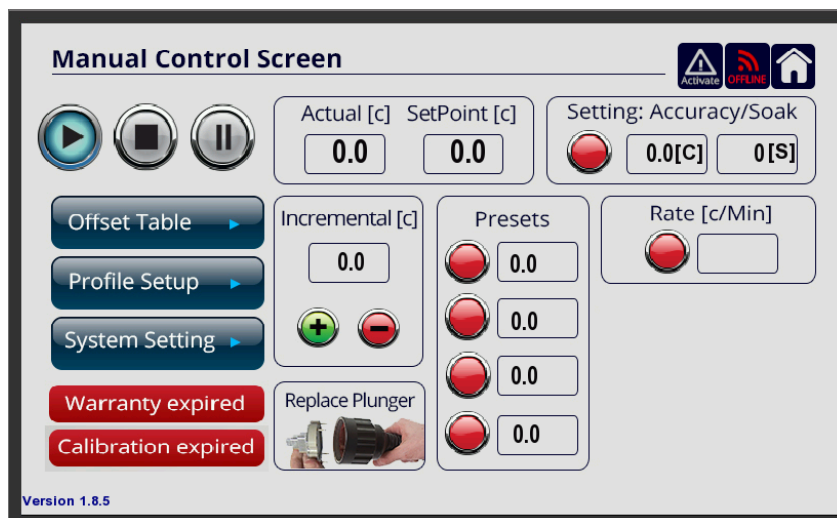 Manual Control Screen
Activate
OFFLINE
Actual [c] SetPoint [c]
0.0 0.0
Setting: Accuracy/Soak
0.0[C] 0[S]
Offset Table
Profile Setup
System Setting
Incremental [c]
0.0
Presets
0.0
0.0
0.0
0.0
Rate [c/Min]
Warranty expired
Calibration expired
Replace Plunger
Version 1.8.5